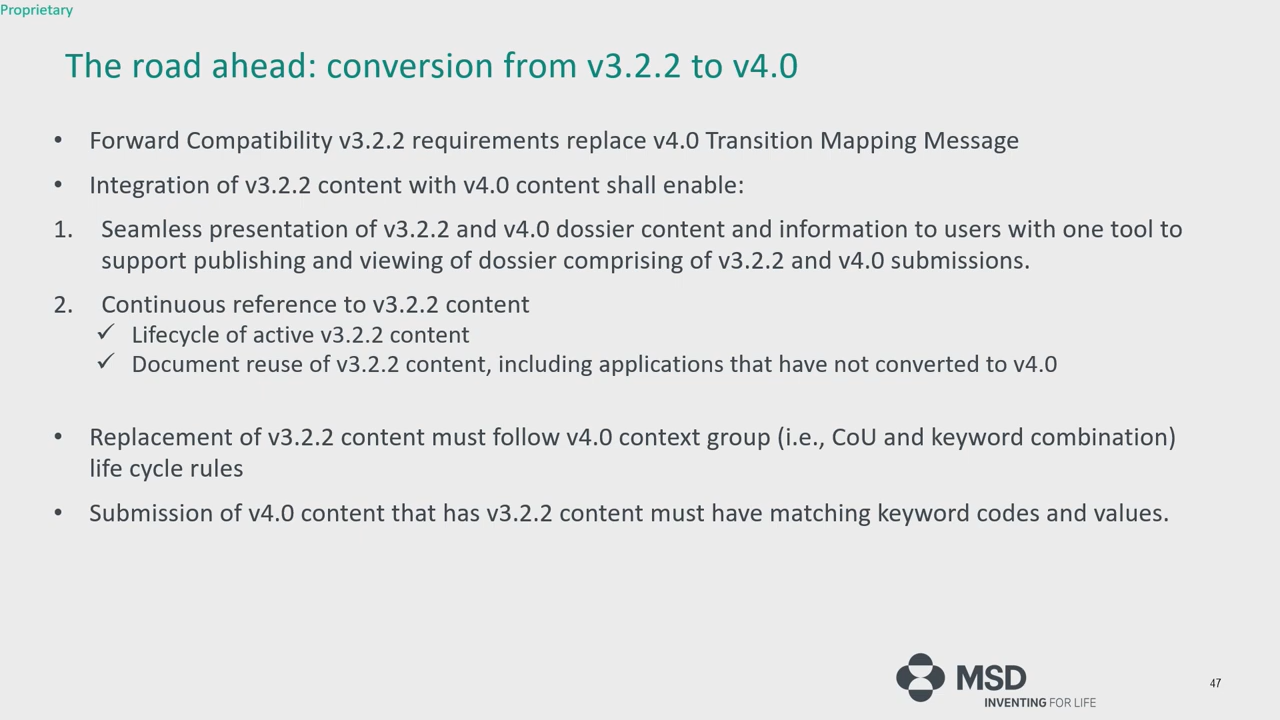 Proprietary
The road ahead: conversion from v3.2.2 to v4.0
• Forward Compatibility v3.2.2 requirements replace v4.0 Transition Mapping Message
• Integration of v3.2.2 content with v4.0 content shall enable:
1. Seamless presentation of v3.2.2 and v4.0 dossier content and information to users with one tool to
support publishing and viewing of dossier comprising of v3.2.2 and v4.0 submissions.
2. Continuous reference to v3.2.2 content
✓ Lifecycle of active v3.2.2 content
✓ Document reuse of v3.2.2 content, including applications that have not converted to v4.0
• Replacement of v3.2.2 content must follow v4.0 context group (i.e., CoU and keyword combination)
life cycle rules
• Submission of v4.0 content that has v3.2.2 content must have matching keyword codes and values.
MSD
INVENTING FOR LIFE
47